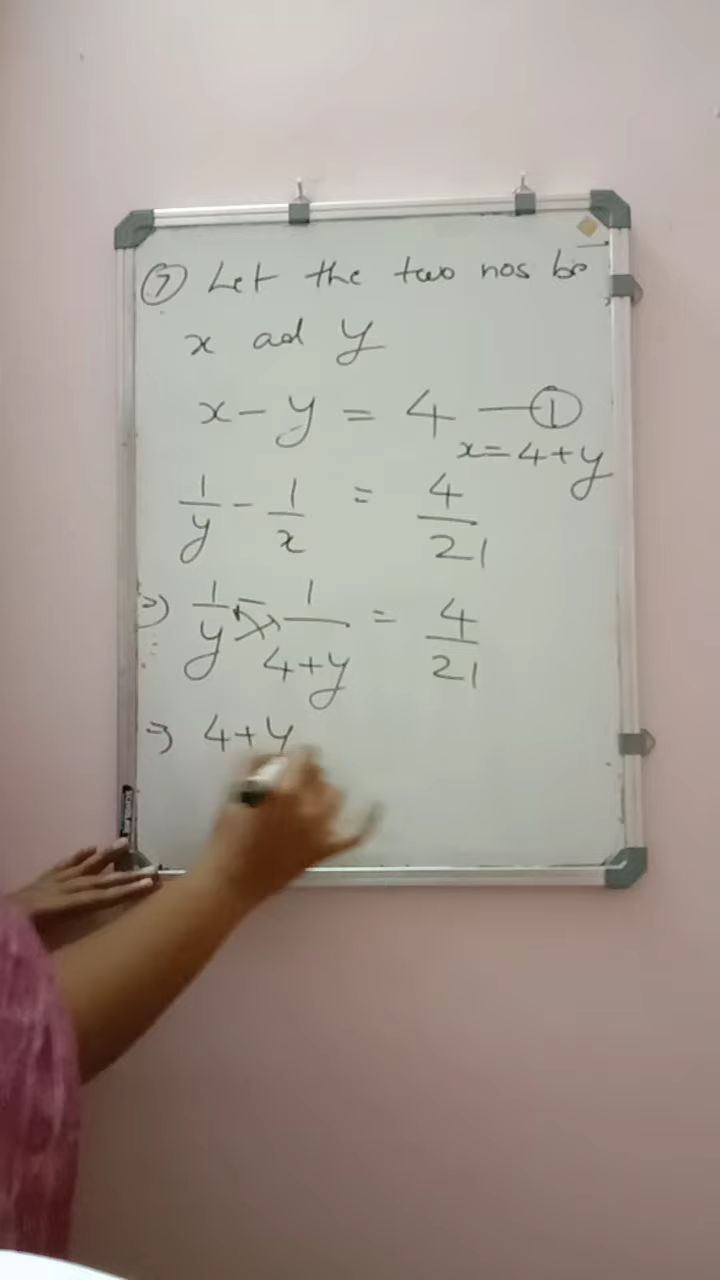 ⑦ Let the two nos be
x ad y
x - y = 4 —①
x = 4 + y
1/y - 1/x = 4/21
⇒ 1/y - 1/4+y = 4/21
⇒ 4+y